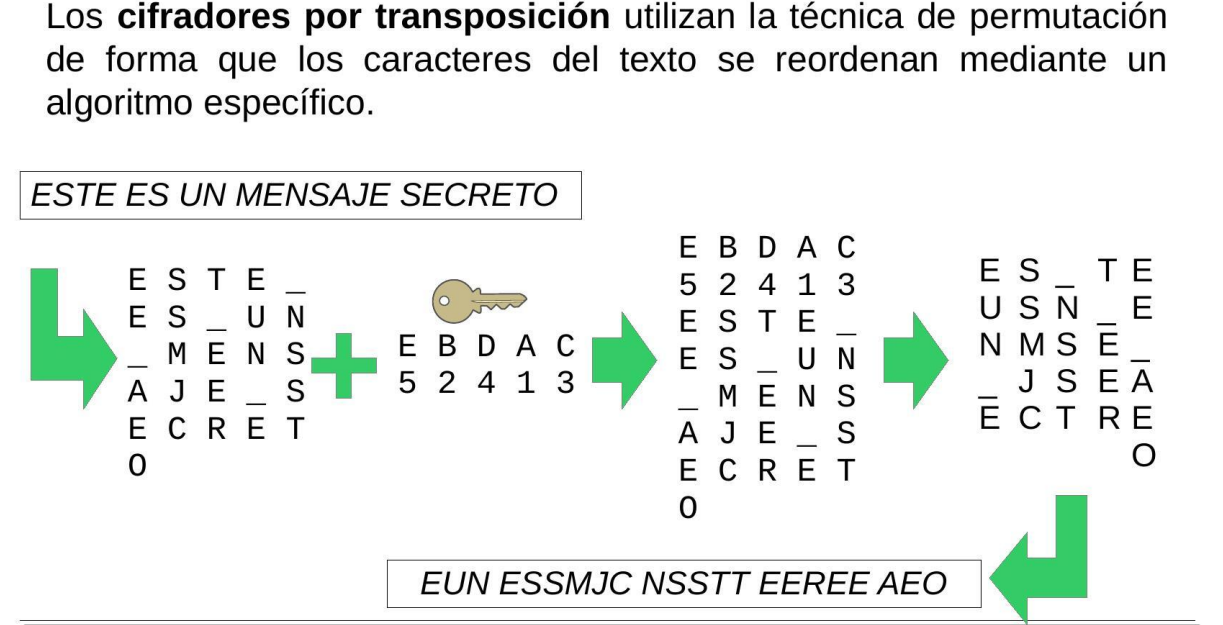 Los cifradores por transposición utilizan la técnica de permutación
de forma que los caracteres del texto se reordenan mediante un
algoritmo específico.
ESTE ES UN MENSAJE SECRETO
E S T E _
E S _ U N
_ M E N S
A J E _ S
E C R E T
O
E B D A C
5 2 4 1 3
E B D A C
5 2 4 1 3
E S T E _
E S _ U N
_ M E N S
A J E _ S
E C R E T
O
E S _ T E
U S N _ E
N M S E _
_ J S E A
E C T R E
O
EUN ESSMJC NSSTT EEREE AEO